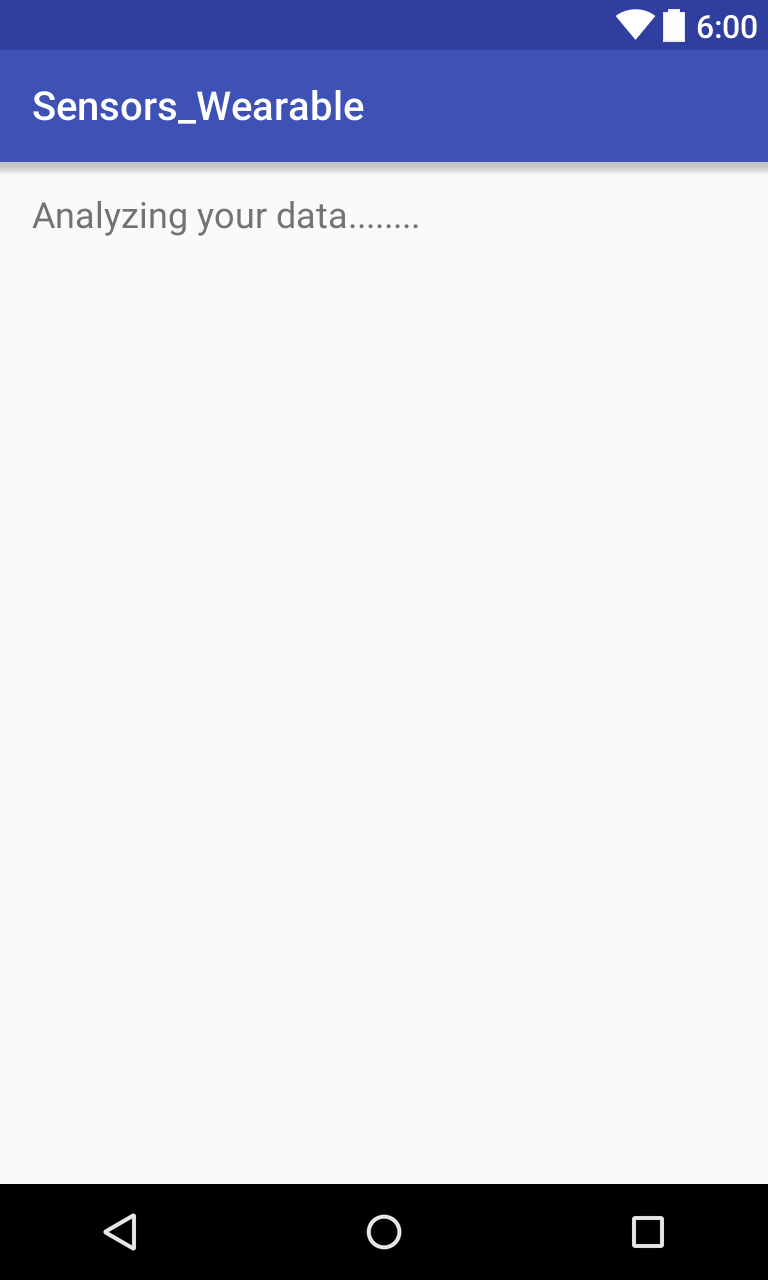 6:00
Sensors_Wearable
Analyzing your data........